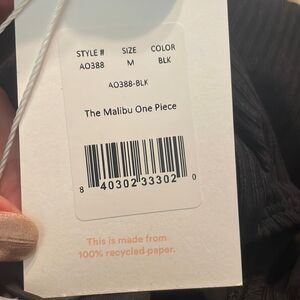 STYLE # SIZE COLOR
AO388 M BLK
AO388-BLK
The Malibu One Piece
8 40302 33302 0
This is made from
100% recycled paper.